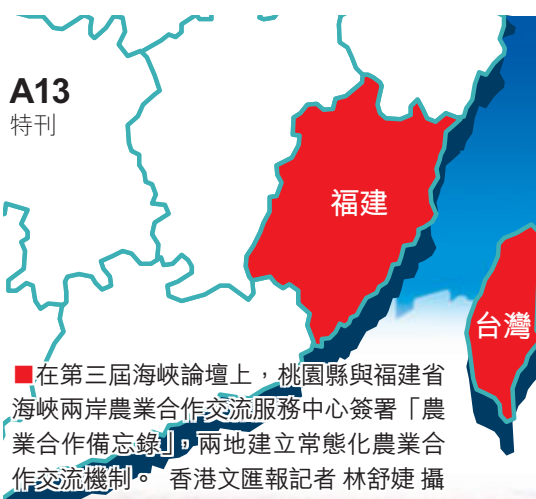 A13
特刊
福建
台灣
■在第三屆海峽論壇上，桃園縣與福建省
海峽兩岸農業合作交流服務中心簽署「農
業合作備忘錄」，兩地建立常態化農業合
作交流機制。 香港文匯報記者 林舒婕 攝